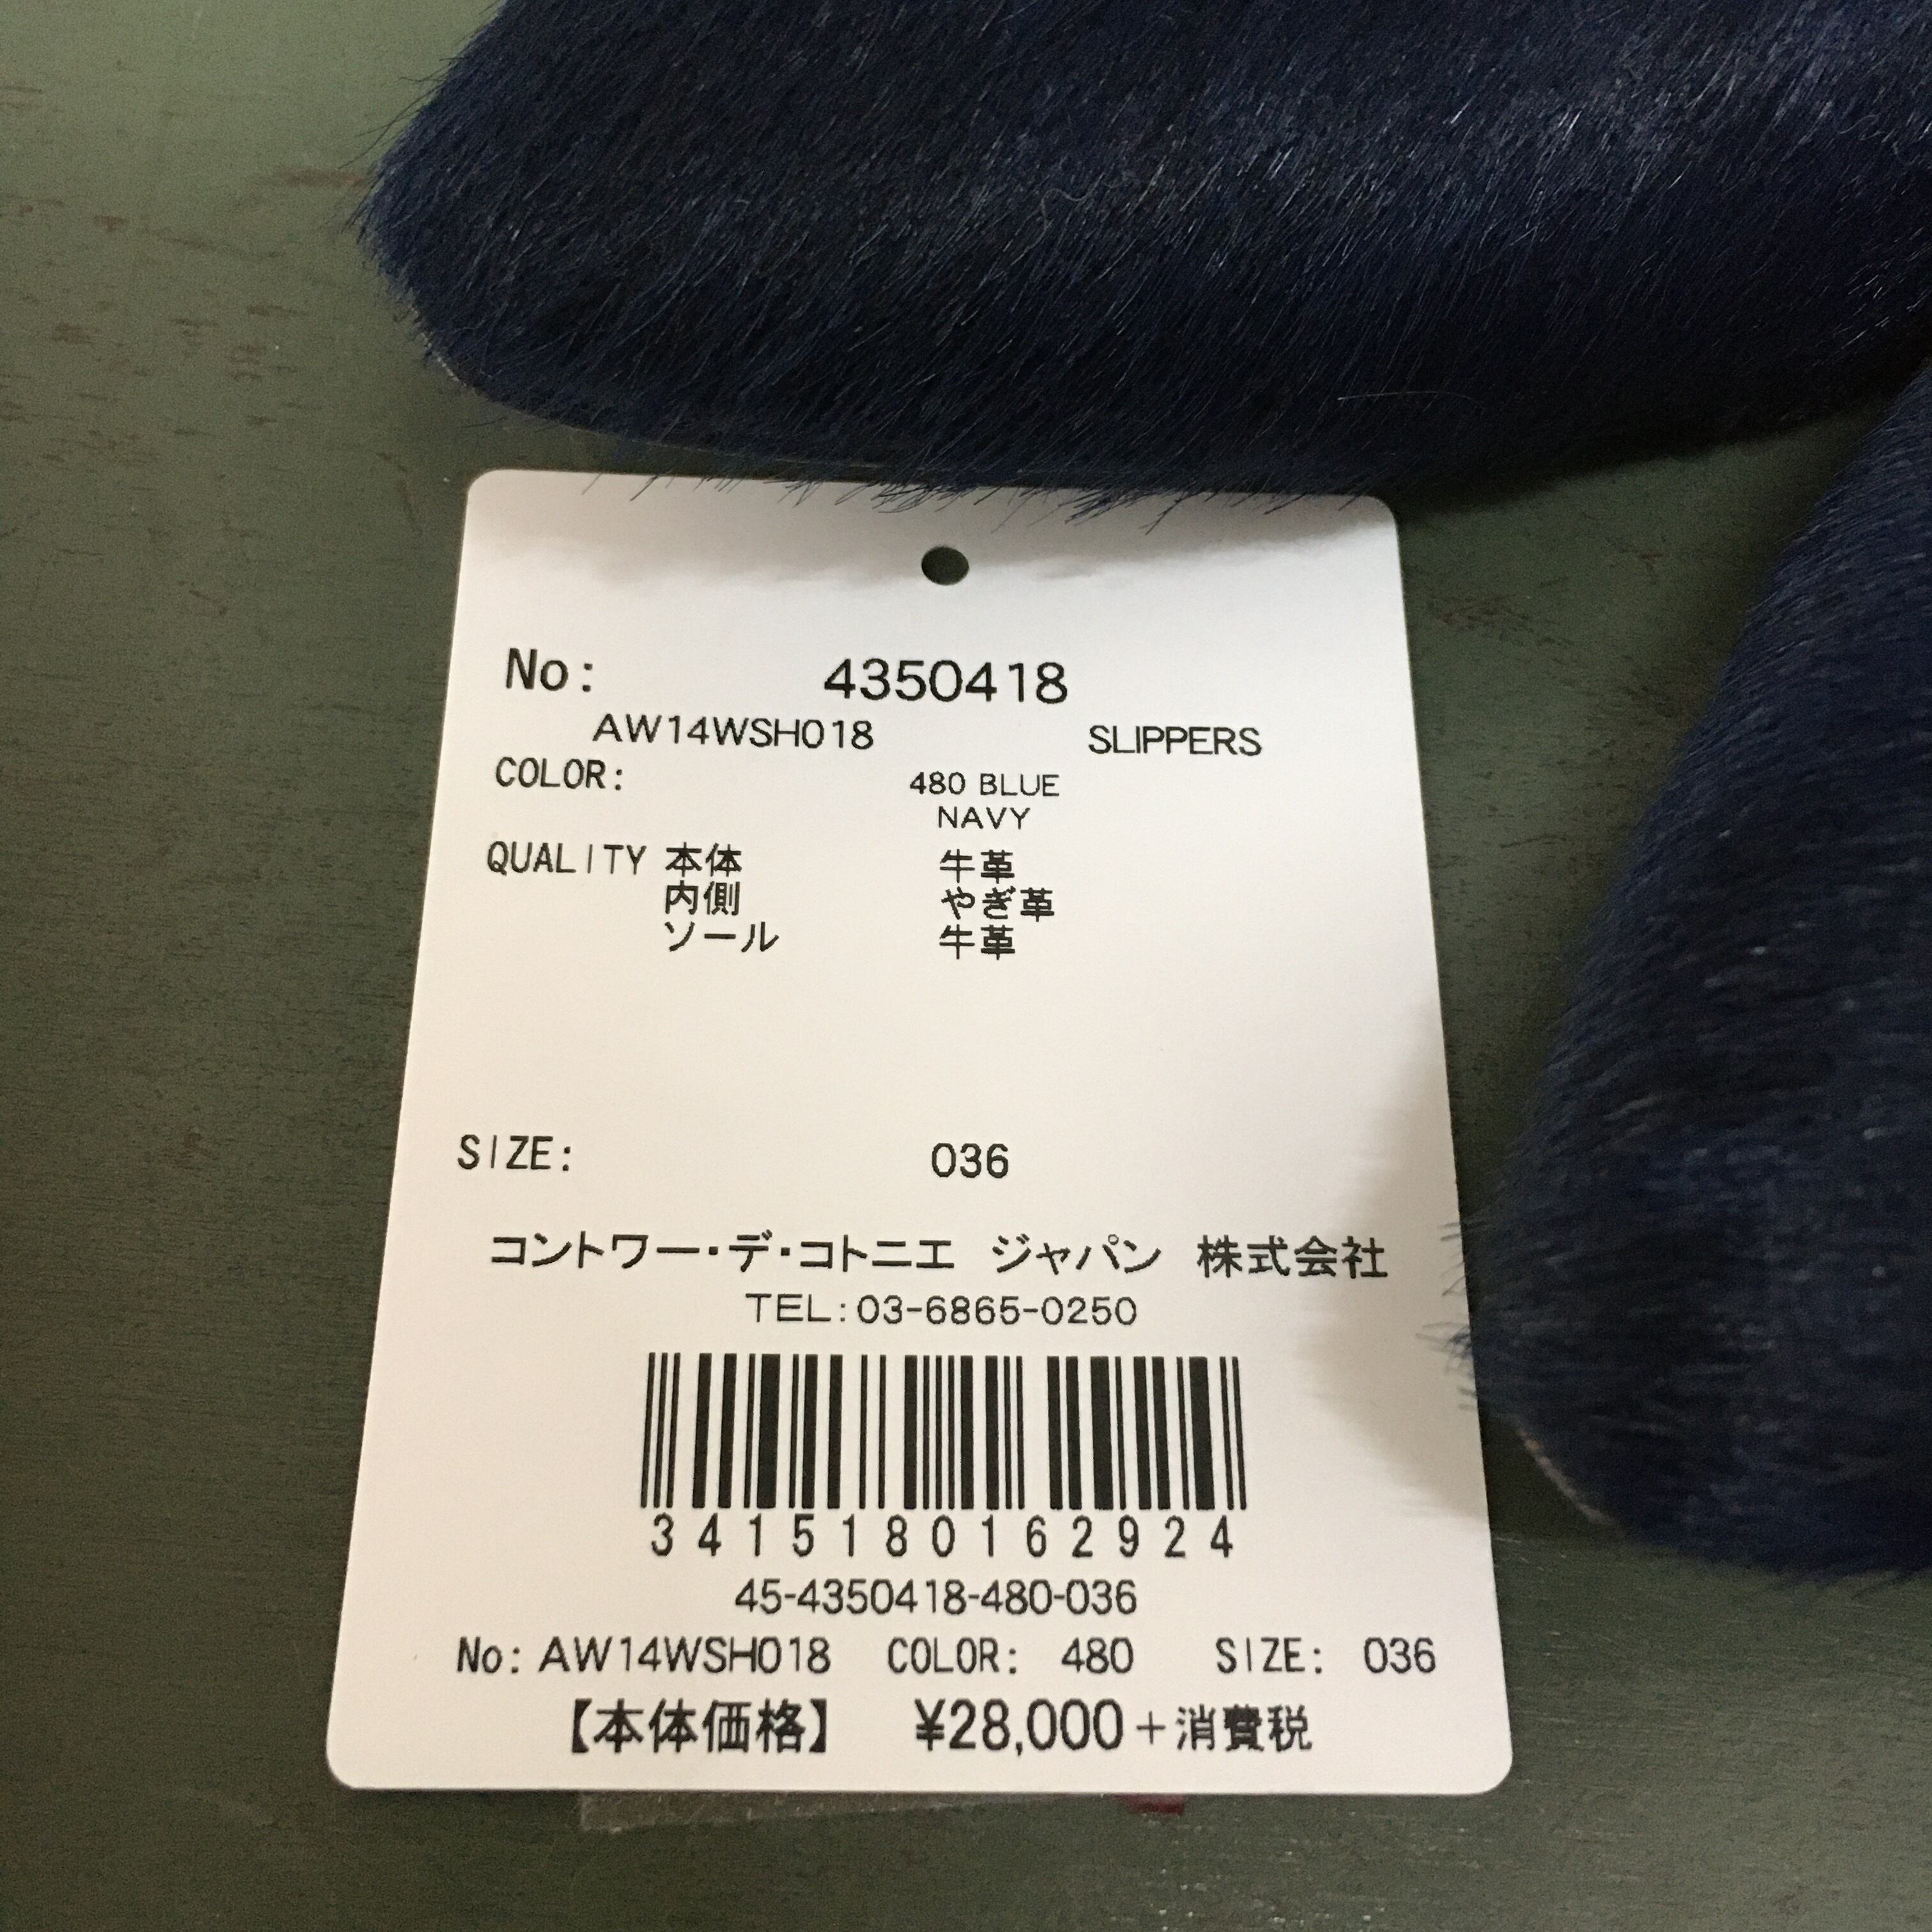 No: 4350418
AW14WSH018 SLIPPERS
COLOR: 480 BLUE
NAVY
QUALITY 本体 牛革
内側 やぎ革
ソール 牛革
SIZE: 036
コントワー・デ・コトニエ ジャパン 株式会社
TEL:03-6865-0250
3415180162924
45-4350418-480-036
No: AW14WSH018 COLOR: 480 SIZE: 036
【本体価格】 ¥28,000+消費税